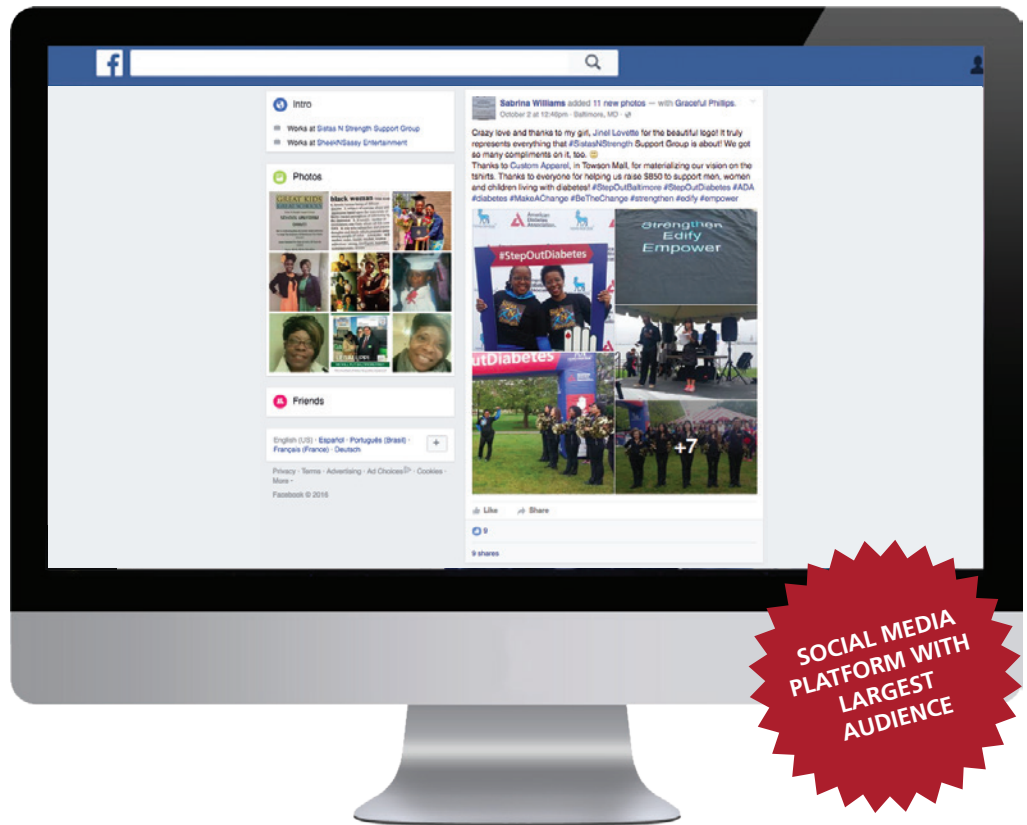 f
Intro
Works at Sistas N Strength Support Group
Works at SheekNSassy Entertainment
Photos
GREAT KIDS
black woman
Friends
English (US) · Español · Português (Brasil) ·
Français (France) · Deutsch
+
Privacy · Terms · Advertising · Ad Choices · Cookies ·
More
Facebook © 2016
Sabrina Williams added 11 new photos — with Graceful Phillips.
October 2 at 12:46pm · Baltimore, MD ·
Crazy love and thanks to my girl, Jinel Lovette for the beautiful logo! It truly
represents everything that #SistasNStrength Support Group is about! We got
so many compliments on it, too.
Thanks to Custom Apparel, in Towson Mall, for materializing our vision on the
tshirts. Thanks to everyone for helping us raise $850 to support men, women
and children living with diabetes! #StepOutBaltimore #StepOutDiabetes #ADA
#diabetes #MakeAChange #BeTheChange #strengthen #edify #empower
American
Diabetes
Association.
#StepOutDiabetes
Strengthen
Edify
Empower
utDiabetes
+7
Like
Share
9
9 shares
SOCIAL MEDIA
PLATFORM WITH
LARGEST
AUDIENCE